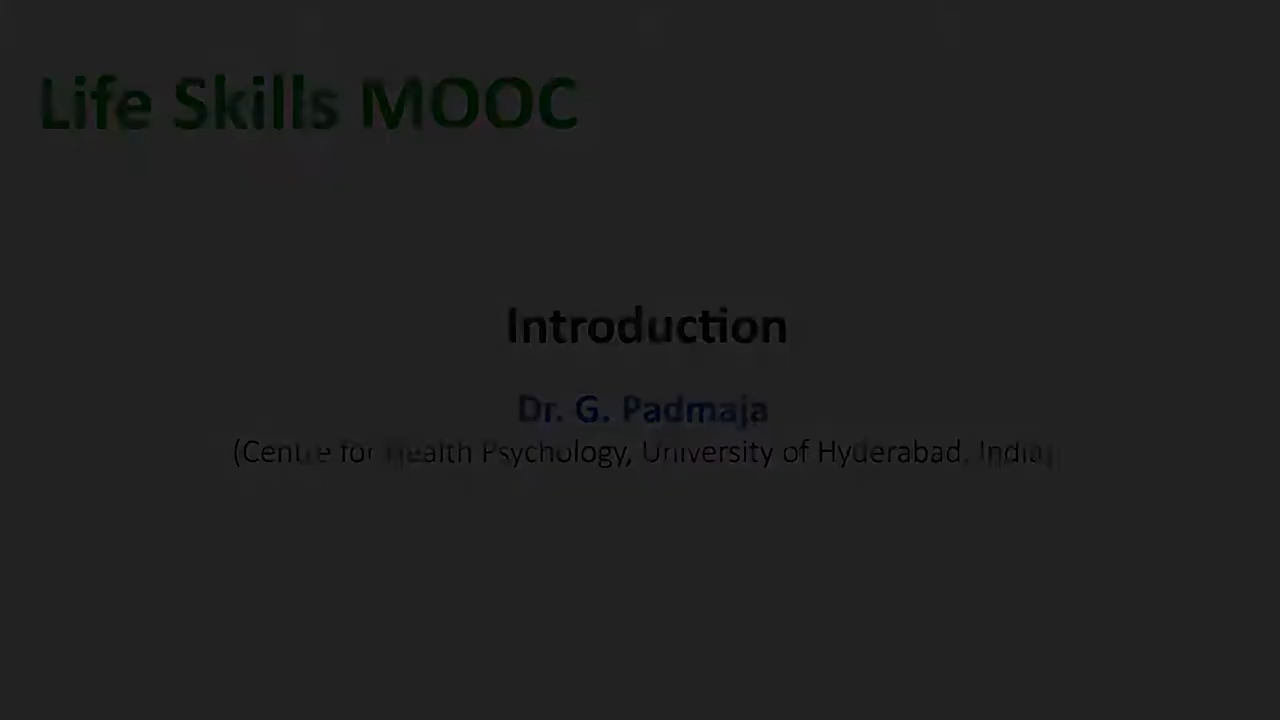 Life Skills MOOC
Introduction
Dr. G. Padmaja
(Centre for Health Psychology, University of Hyderabad, India)